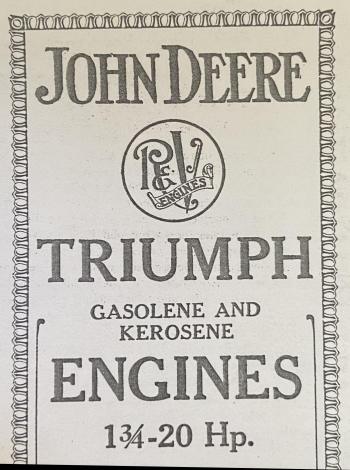 JOHN DEERE
R&V
ENGINES
TRIUMPH
GASOLENE AND
KEROSENE
ENGINES
1¾-20 Hp.